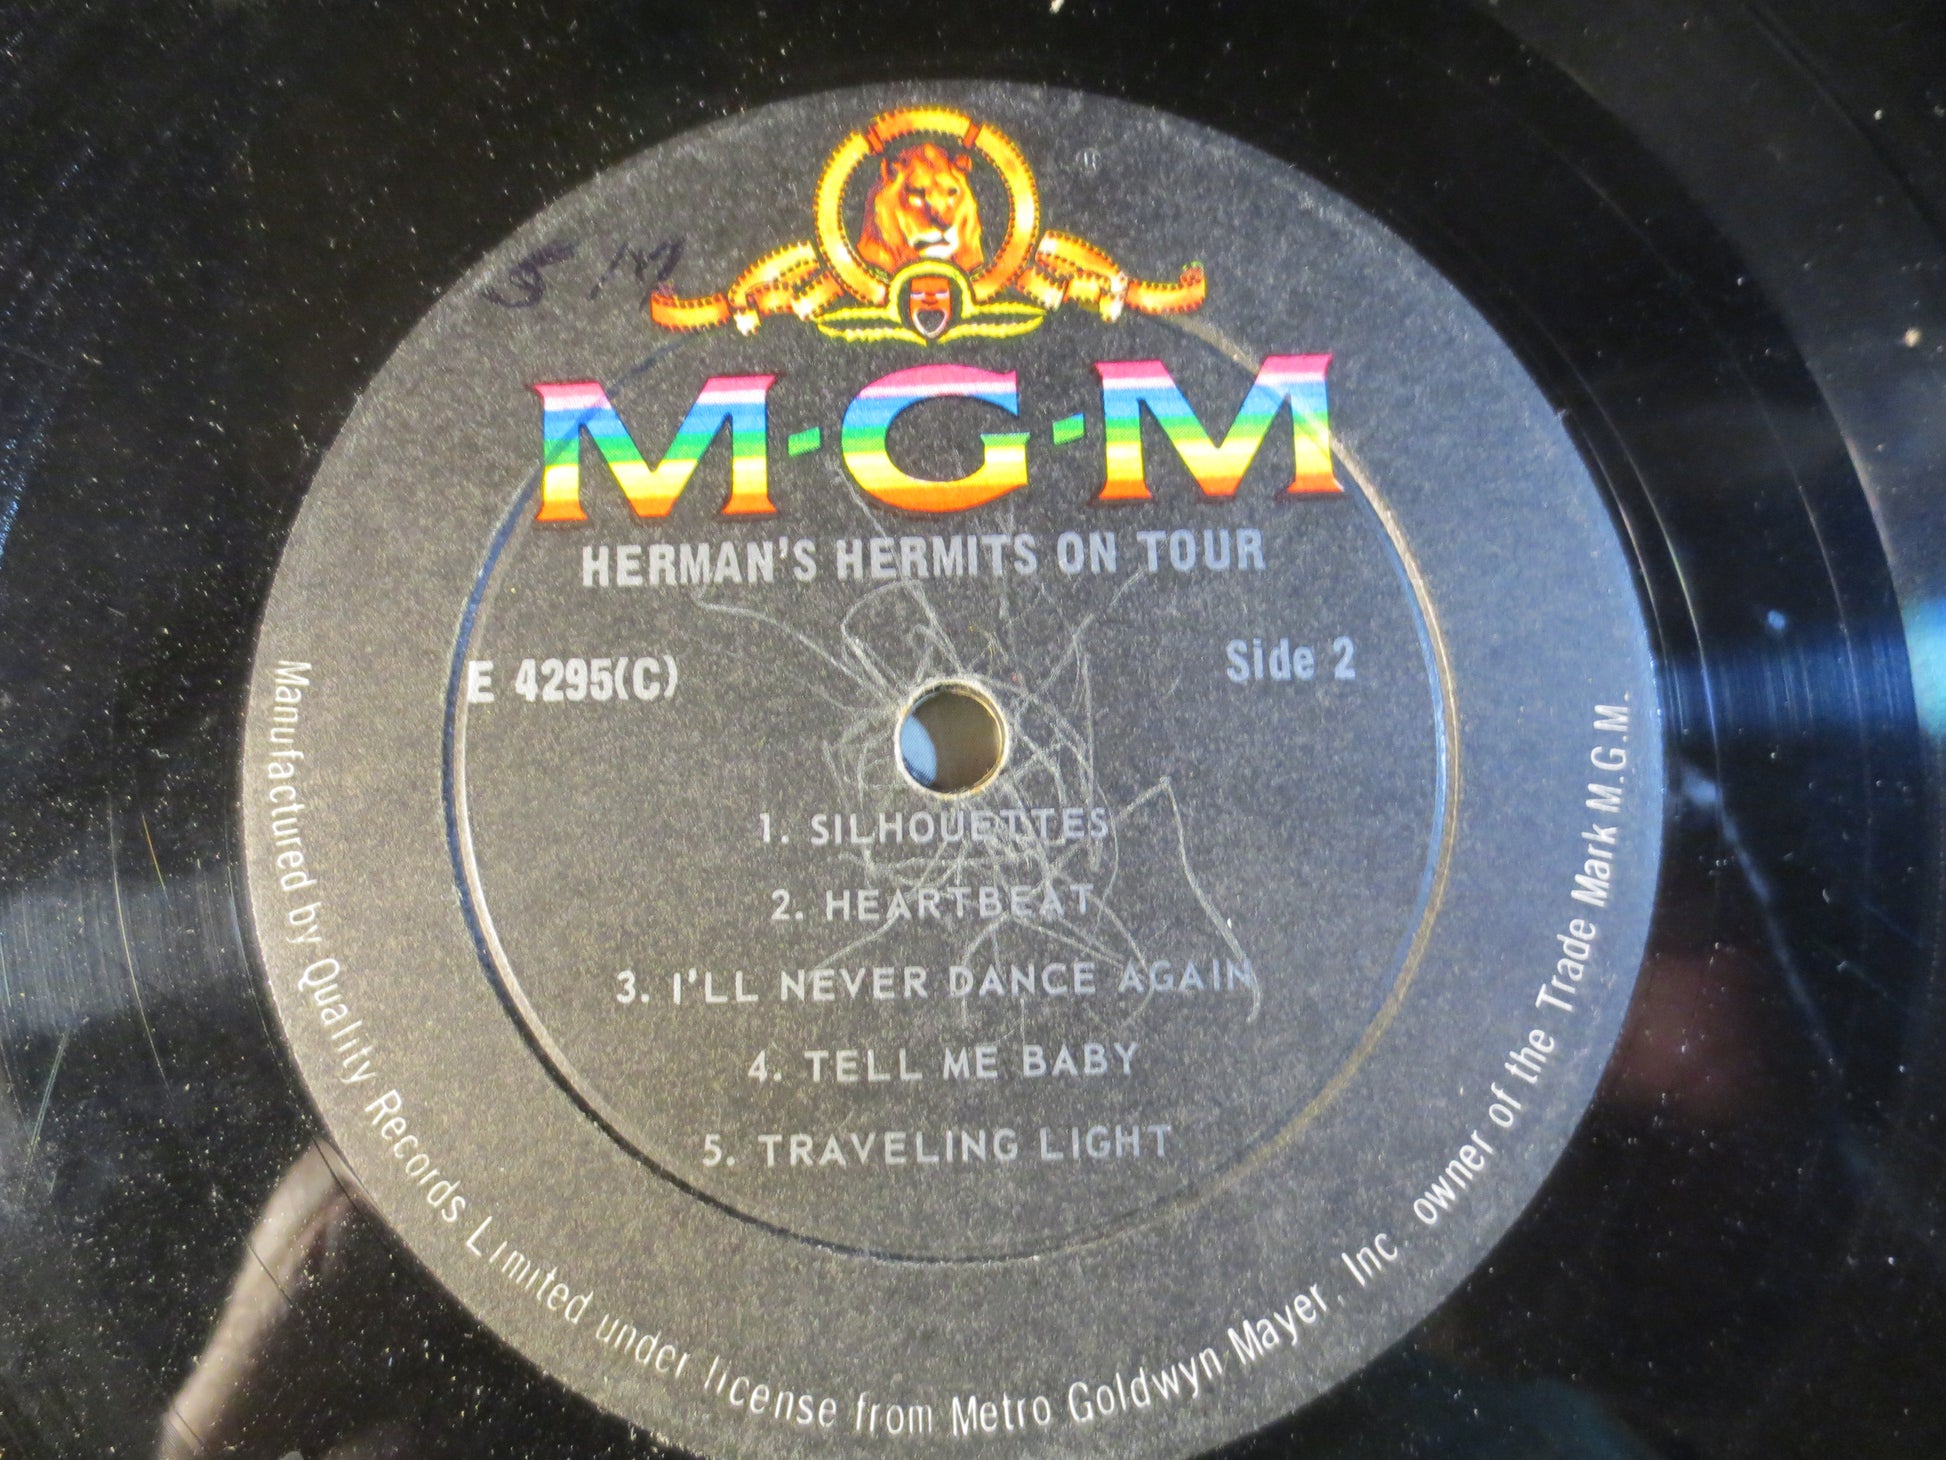 M-G-M
HERMAN'S HERMITS ON TOUR
E 4295(C)
Side 2
1. SILHOUETTES
2. HEARTBEAT
3. I'LL NEVER DANCE AGAIN
4. TELL ME BABY
5. TRAVELING LIGHT
Manufactured by Quality Records Limited under license from Metro Goldwyn Mayer, Inc owner of the Trade Mark M.G.M.